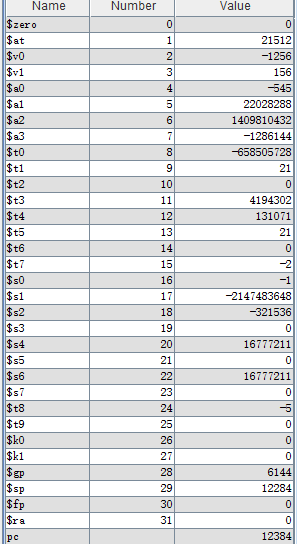 Name Number Value
$zero 0 0
$at 1 21512
$v0 2 -1256
$v1 3 156
$a0 4 -545
$a1 5 22028288
$a2 6 1409810432
$a3 7 -1286144
$t0 8 -658505728
$t1 9 21
$t2 10 0
$t3 11 4194302
$t4 12 131071
$t5 13 21
$t6 14 0
$t7 15 -2
$s0 16 -1
$s1 17 -2147483648
$s2 18 -321536
$s3 19 0
$s4 20 16777211
$s5 21 0
$s6 22 16777211
$s7 23 0
$t8 24 -5
$t9 25 0
$k0 26 0
$k1 27 0
$gp 28 6144
$sp 29 12284
$fp 30 0
$ra 31 0
pc 12384